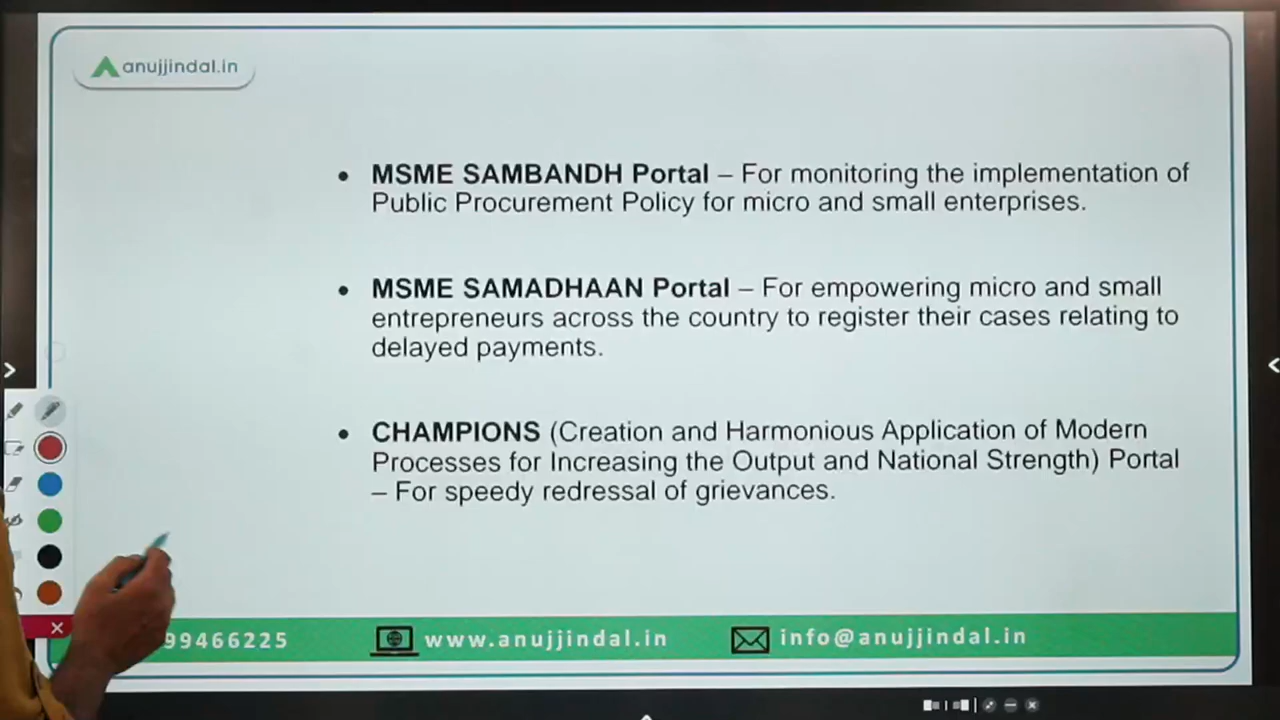 anujjindal.in
• MSME SAMBANDH Portal – For monitoring the implementation of
Public Procurement Policy for micro and small enterprises.
• MSME SAMADHAAN Portal – For empowering micro and small
entrepreneurs across the country to register their cases relating to
delayed payments.
• CHAMPIONS (Creation and Harmonious Application of Modern
Processes for Increasing the Output and National Strength) Portal
– For speedy redressal of grievances.
99466225 www.anujjindal.in info@anujjindal.in